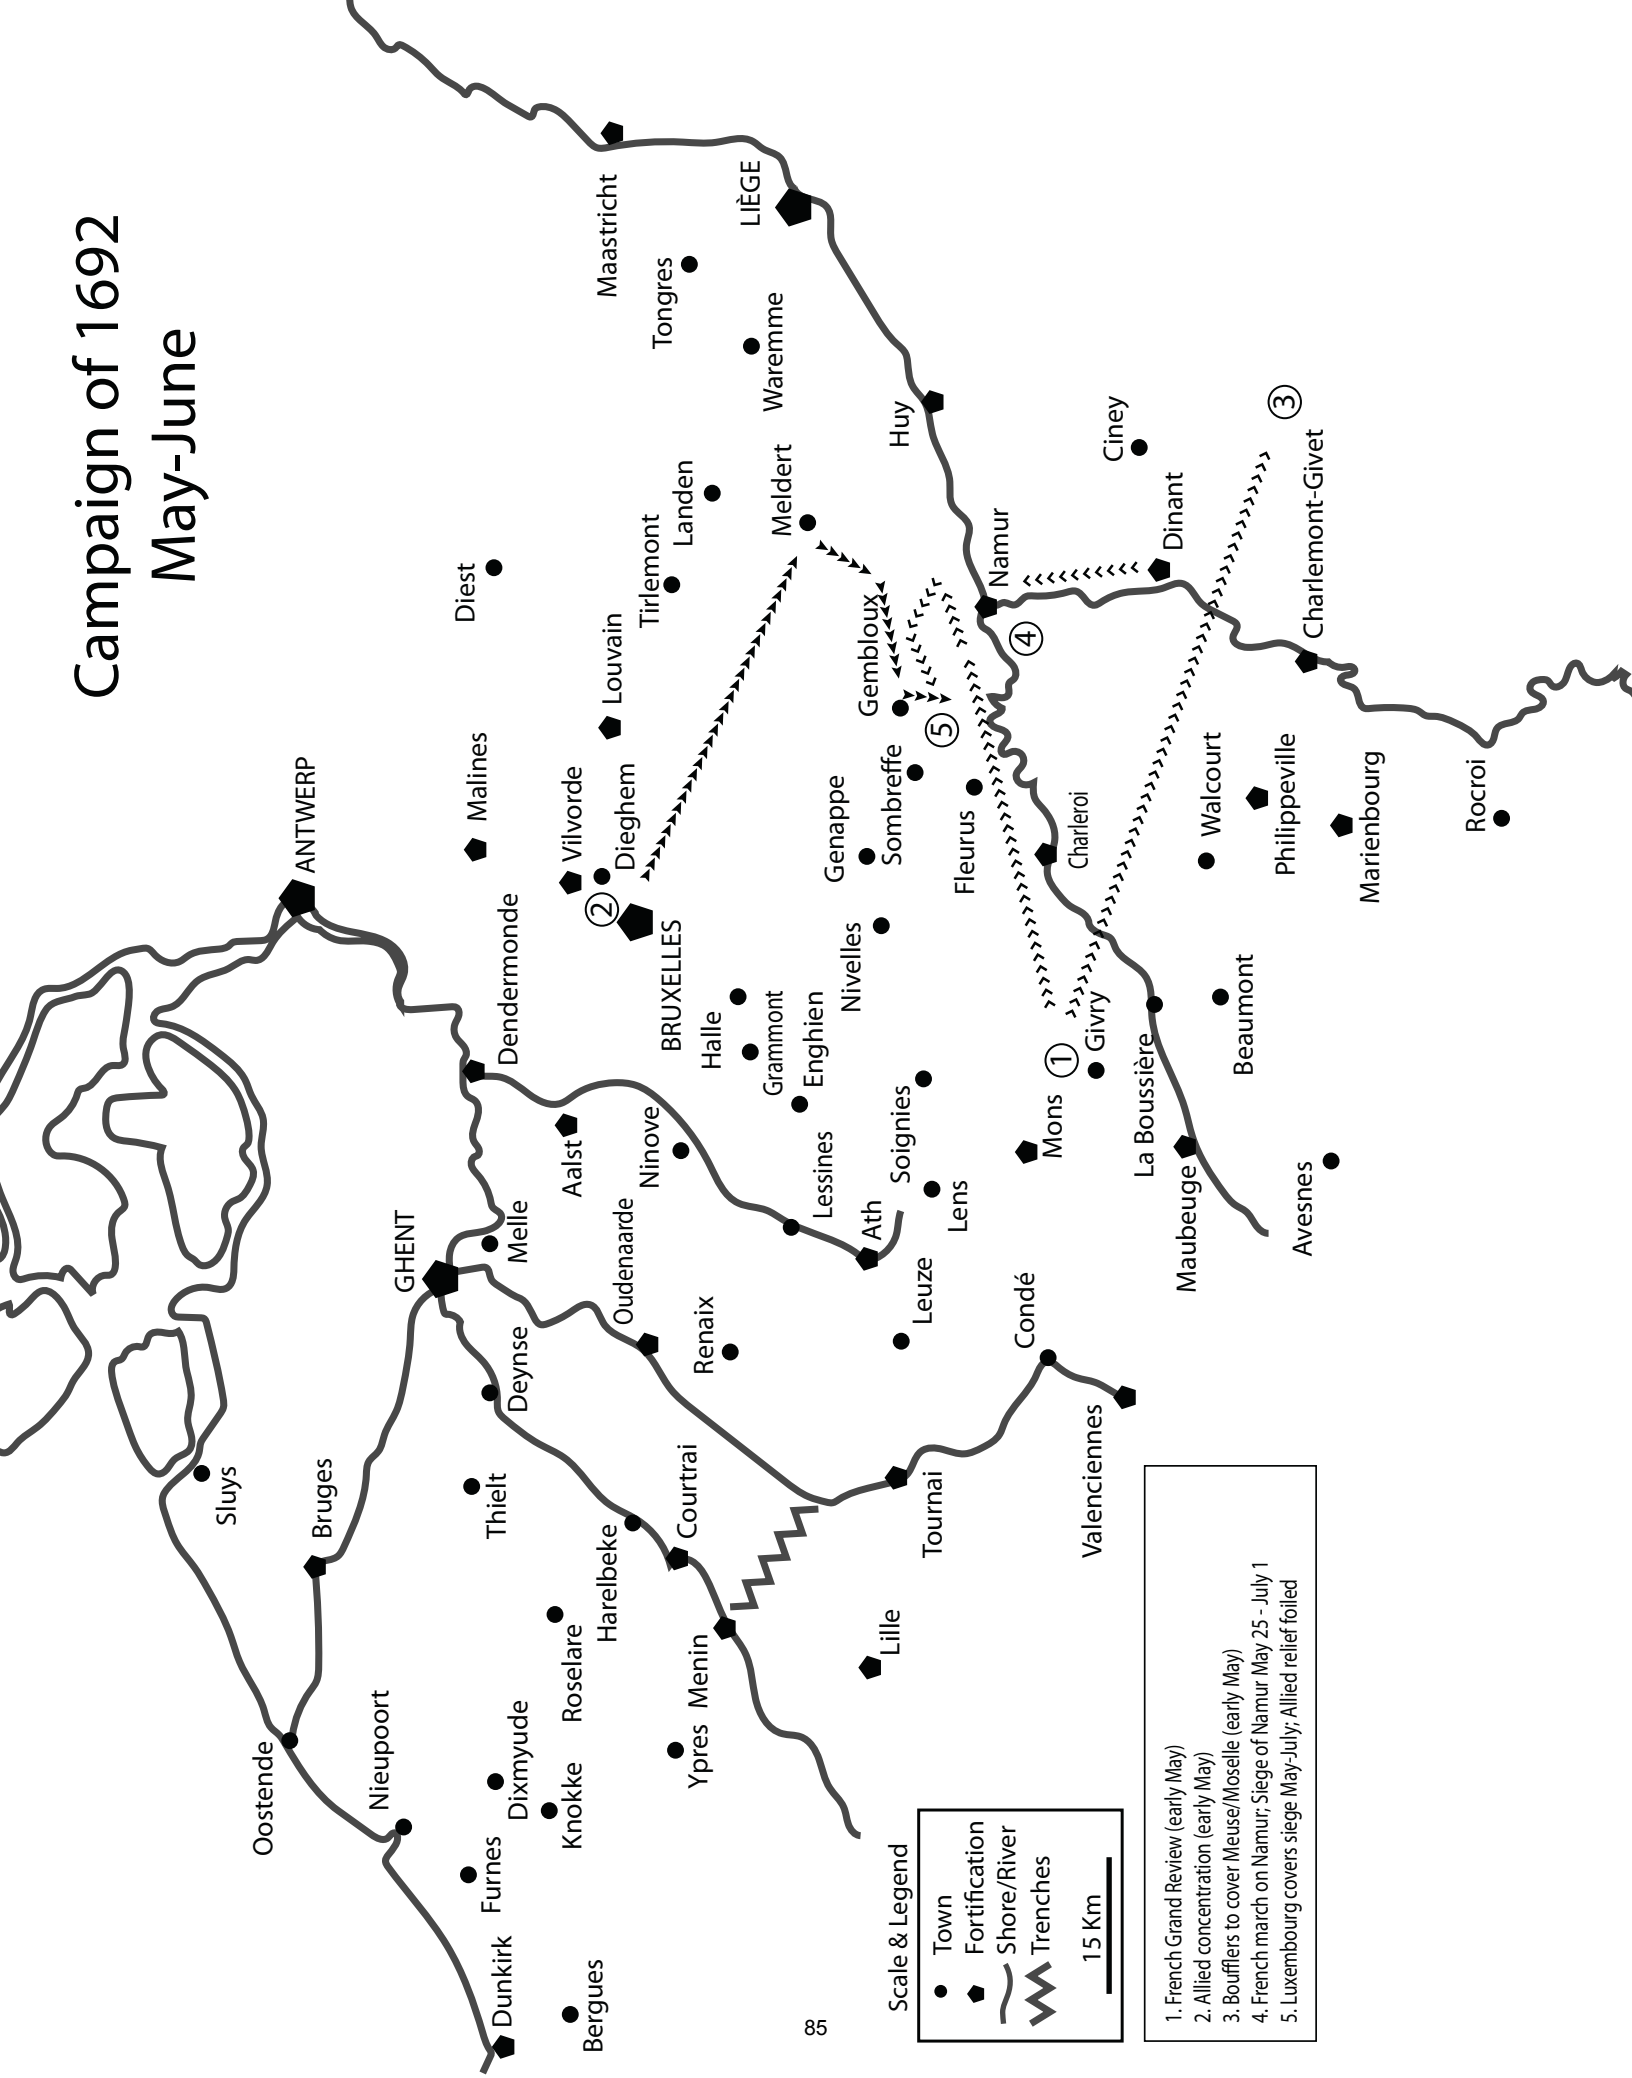 Campaign of 1692
May-June
ANTWERP
Maastricht
LIÈGE
Tongres
Waremme
Diest
Landen
Tirlemont
Meldert
Louvain
Malines
Vilvorde
Dieghem
2
BRUXELLES
Dendermonde
Halle
Grammont
Enghien
Aalst
Ninove
Lessines
Ath
Soignies
Lens
GHENT
Melle
Oudenaarde
Renaix
Leuze
Deynse
Sluys
Bruges
Thielt
Courtrai
Harelbeke
Roselare
Menin
Ypres
Lille
Tournai
Condé
Valenciennes
Oostende
Nieupoort
Dixmyude
Knokke
Furnes
Dunkirk
Bergues
Huy
Ciney
Namur
Dinant
3
Charlemont-Givet
4
Gembloux
5
Sombreffe
Genappe
Fleurus
Nivelles
Charleroi
Walcourt
Philippeville
Marienbourg
Rocroi
Beaumont
1
Givry
Mons
La Boussière
Maubeuge
Avesnes
Scale & Legend
Town
Fortification
Shore/River
Trenches
15 Km
1. French Grand Review (early May)
2. Allied concentration (early May)
3. Boufflers to cover Meuse/Moselle (early May)
4. French march on Namur; Siege of Namur May 25 - July 1
5. Luxembourg covers siege May-July; Allied relief foiled
85